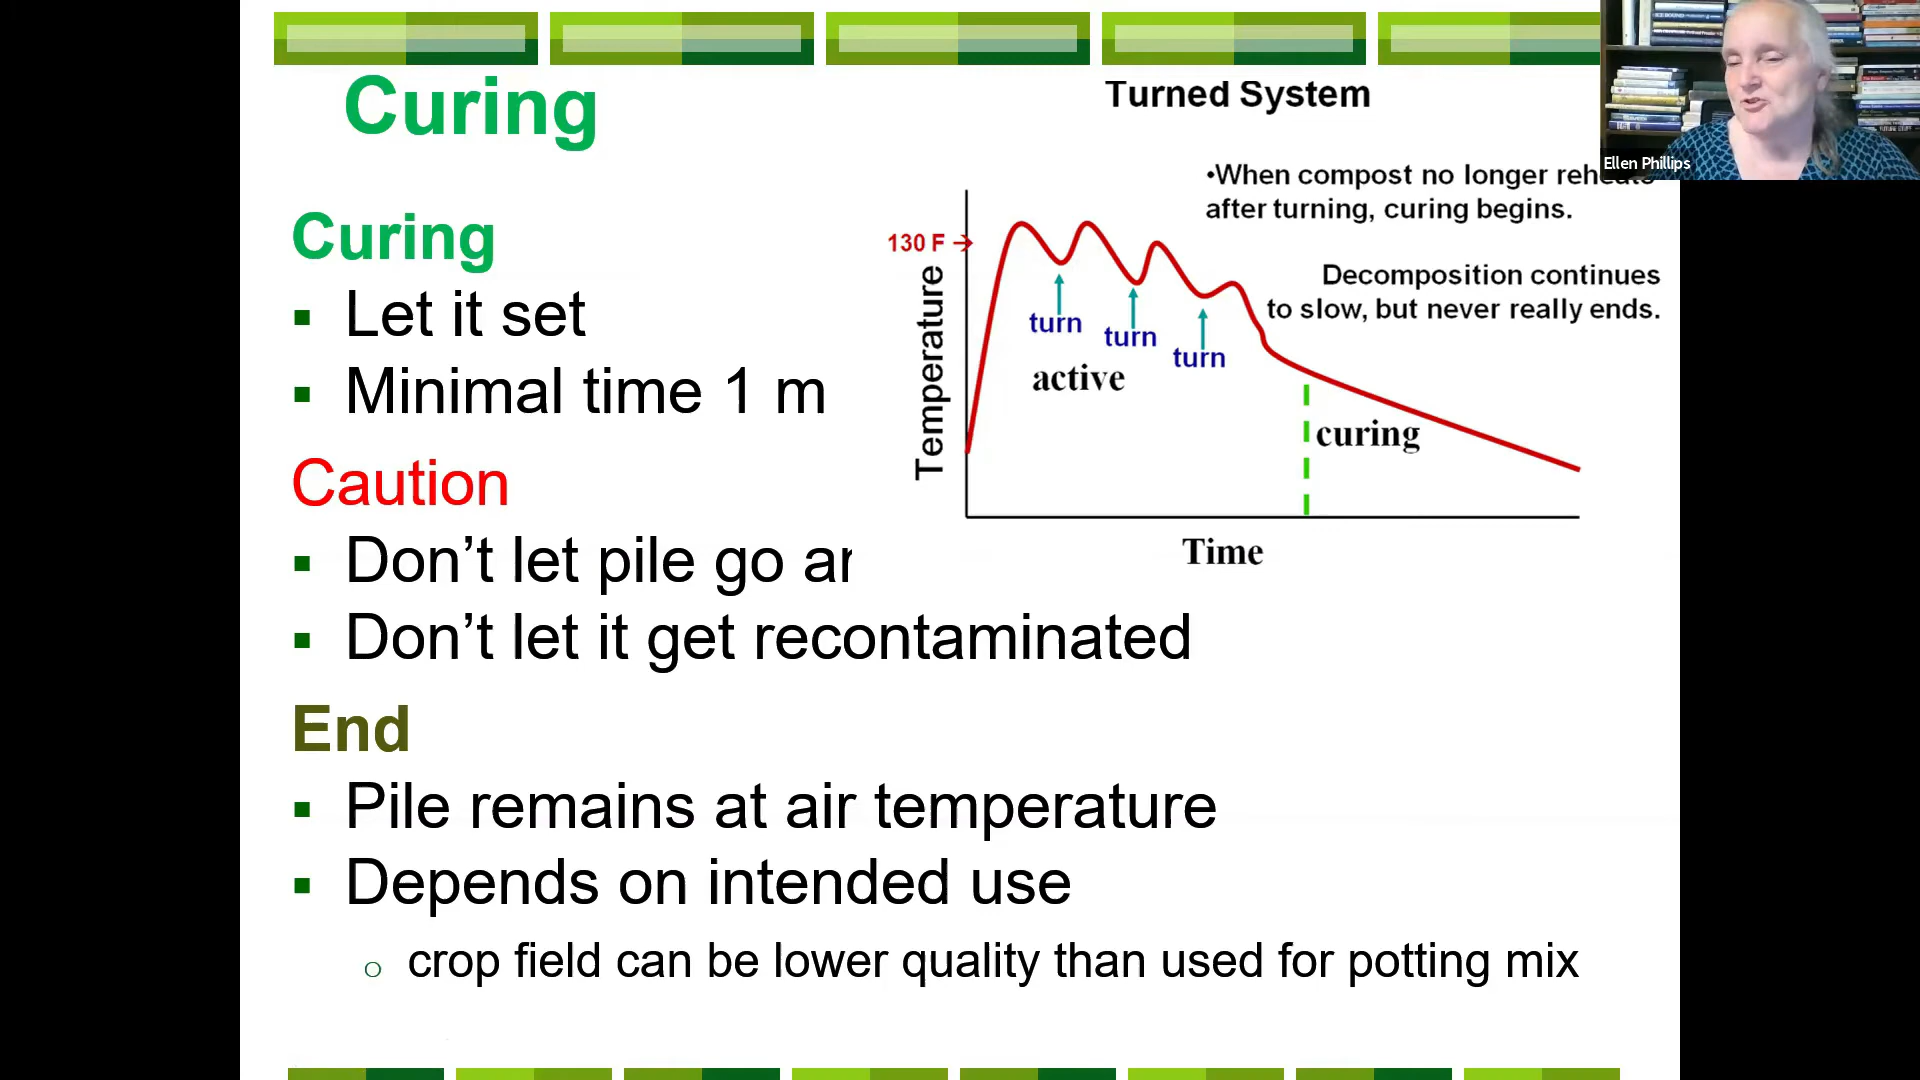 Curing
Turned System
Ellen Phillips
•When compost no longer reheats
after turning, curing begins.
Curing
▪ Let it set
▪ Minimal time 1 m
130 F →
Temperature
Decomposition continues
to slow, but never really ends.
turn
turn
turn
active
curing
Time
Caution
▪ Don’t let pile go
▪ Don’t let it get recontaminated
End
▪ Pile remains at air temperature
▪ Depends on intended use
o crop field can be lower quality than used for potting mix